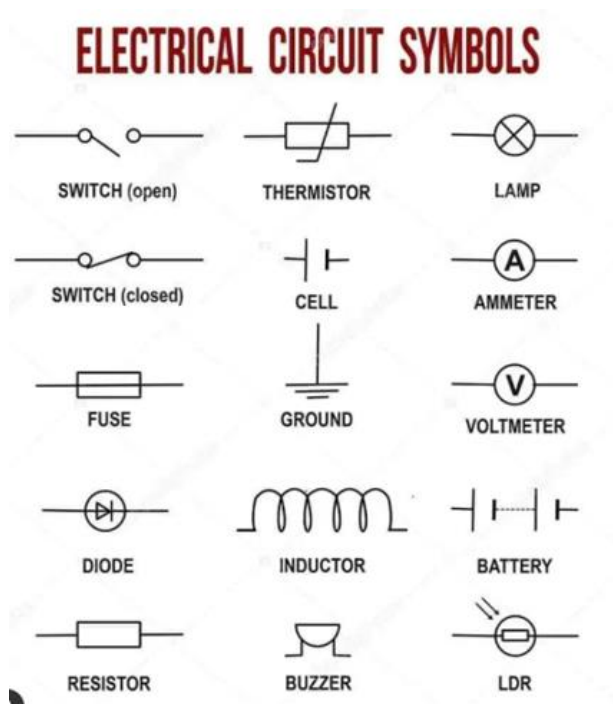 ELECTRICAL CIRCUIT SYMBOLS
SWITCH (open)
THERMISTOR
LAMP
SWITCH (closed)
CELL
A
AMMETER
FUSE
GROUND
V
VOLTMETER
DIODE
INDUCTOR
BATTERY
RESISTOR
BUZZER
LDR